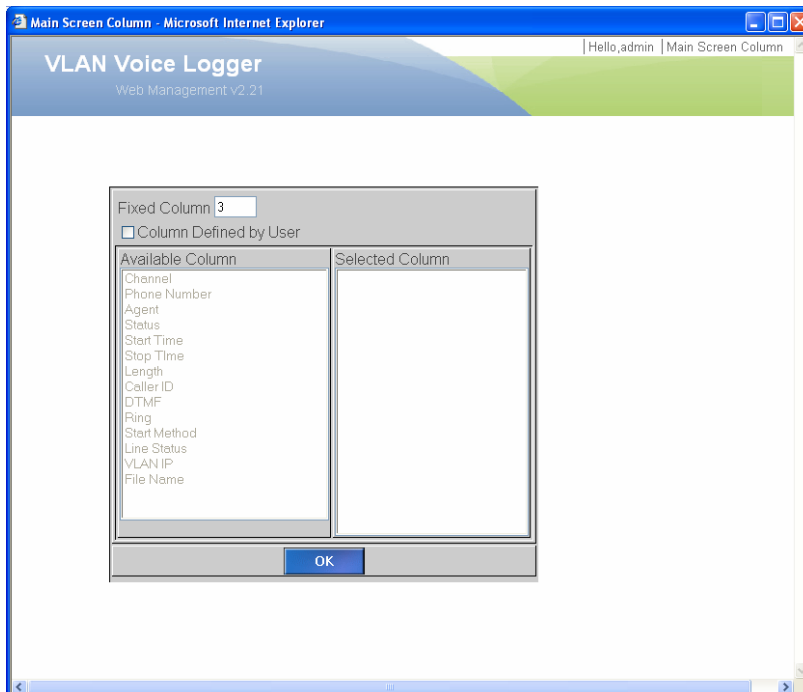 Main Screen Column - Microsoft Internet Explorer
|Hello,admin |Main Screen Column
VLAN Voice Logger
Web Management v2.21
Fixed Column 3
Column Defined by User
Available Column
Channel
Phone Number
Agent
Status
Start Time
Stop TIme
Length
Caller ID
DTMF
Ring
Start Method
Line Status
VLAN IP
File Name
Selected Column
OK